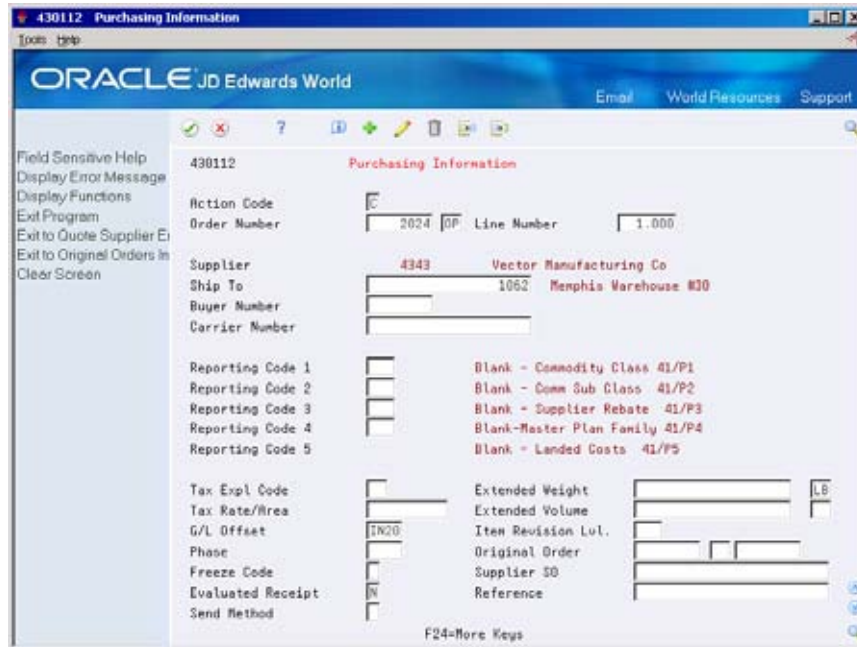 430112 Purchasing Information
Tools Help
ORACLE JD Edwards World
Email World Resources Support
Field Sensitive Help
Display Error Message
Display Functions
Exit Program
Exit to Quote Supplier En
Exit to Original Orders In
Clear Screen
430112 Purchasing Information
Action Code C
Order Number 2024 OP Line Number 1.000
Supplier 4343 Vector Manufacturing Co
Ship To 1062 Memphis Warehouse #30
Buyer Number
Carrier Number
Reporting Code 1 Blank - Commodity Class 41/P1
Reporting Code 2 Blank - Comm Sub Class 41/P2
Reporting Code 3 Blank - Supplier Rebate 41/P3
Reporting Code 4 Blank-Master Plan Family 41/P4
Reporting Code 5 Blank - Landed Costs 41/P5
Tax Expl Code Extended Weight LB
Tax Rate/Area Extended Volume
G/L Offset IN20 Item Revision Lvl.
Phase Original Order
Freeze Code Supplier SO
Evaluated Receipt N Reference
Send Method
F24=More Keys